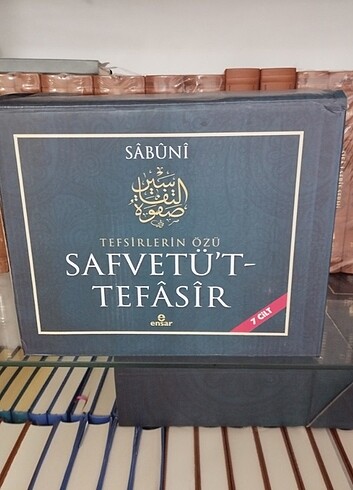 SÂBÛNÎ
صفوة التفاسير
TEFSİRLERİN ÖZÜ
SAFVETÜ'T-
TEFÂSÎR
ensar
7 CİLT